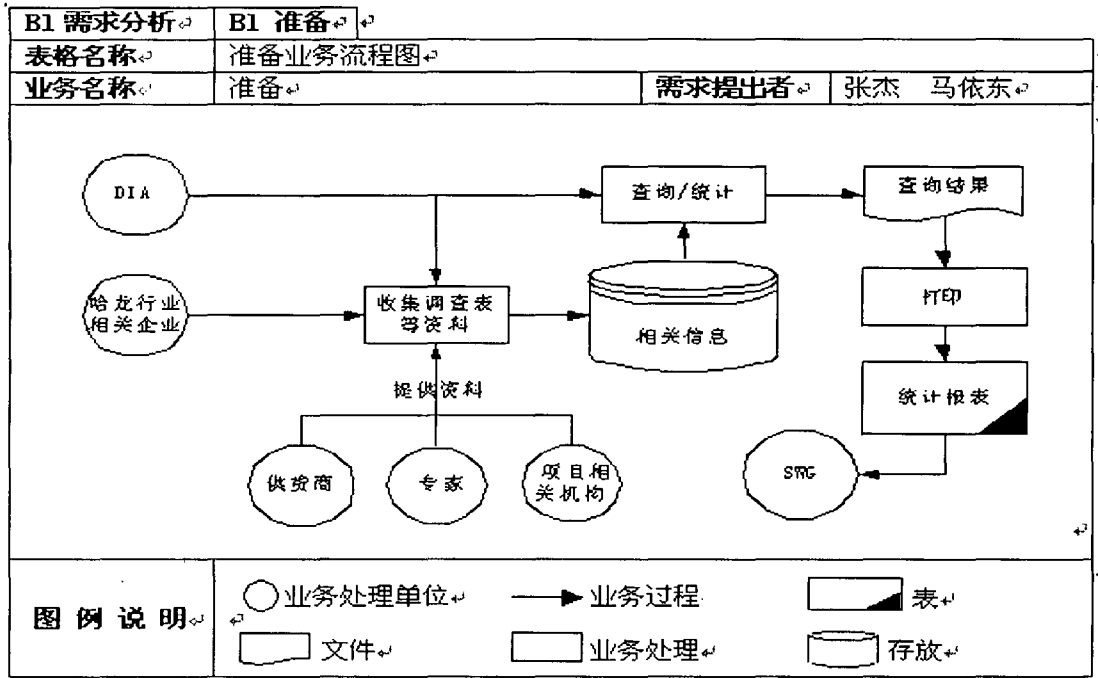 B1 需求分析
B1 准备
表格名称
准备业务流程图
业务名称
准备
需求提出者
张杰 马依东
DIA
查询/统计
查询结果
哈龙行业
相关企业
收集调查表
等资料
相关信息
打印
提供资料
统计报表
供货商
专家
项目相
关机构
SWG
图 例 说 明
业务处理单位
业务过程
表
文件
业务处理
存放